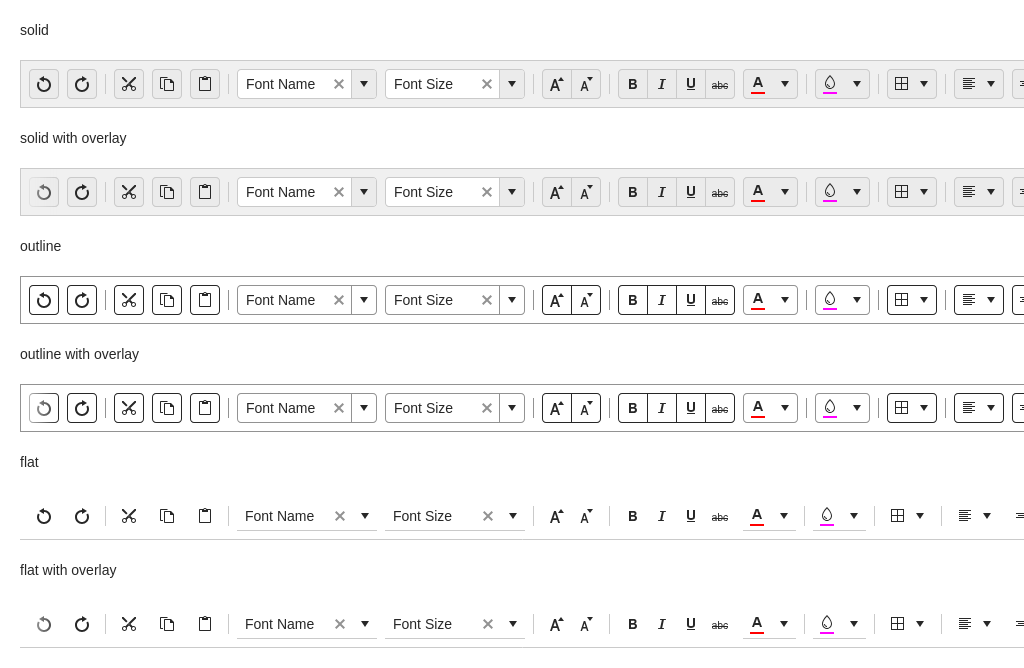 solid
Font Name Font Size A A B I U abc A
solid with overlay
Font Name Font Size A A B I U abc A
outline
Font Name Font Size A A B I U abc A
outline with overlay
Font Name Font Size A A B I U abc A
flat
Font Name Font Size A A B I U abc A
flat with overlay
Font Name Font Size A A B I U abc A